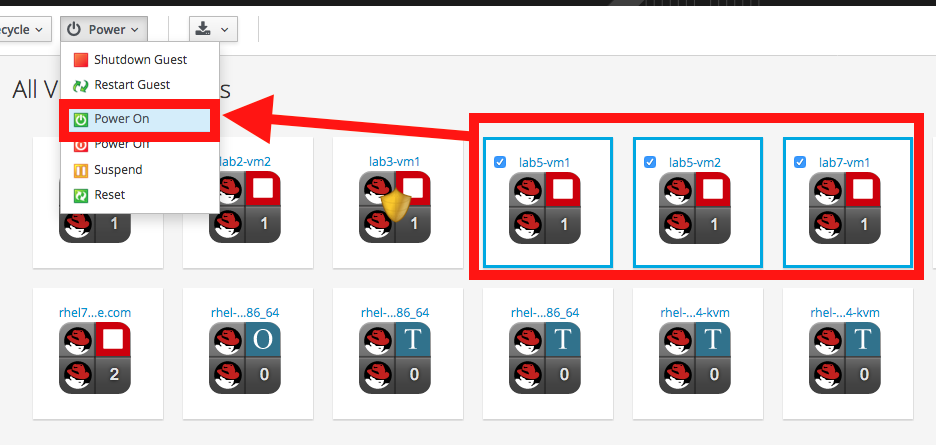 cycle Power
Shutdown Guest
Restart Guest
Power On
Power Off
Suspend
Reset
All V s
lab2-vm2 lab3-vm1 lab5-vm1 lab5-vm2 lab7-vm1
1 1 1 1 1 1
rhel7...e.com rhel-...86_64 rhel-...86_64 rhel-...86_64 rhel-...4-kvm rhel-...4-kvm
O T T T T
2 0 0 0 0 0